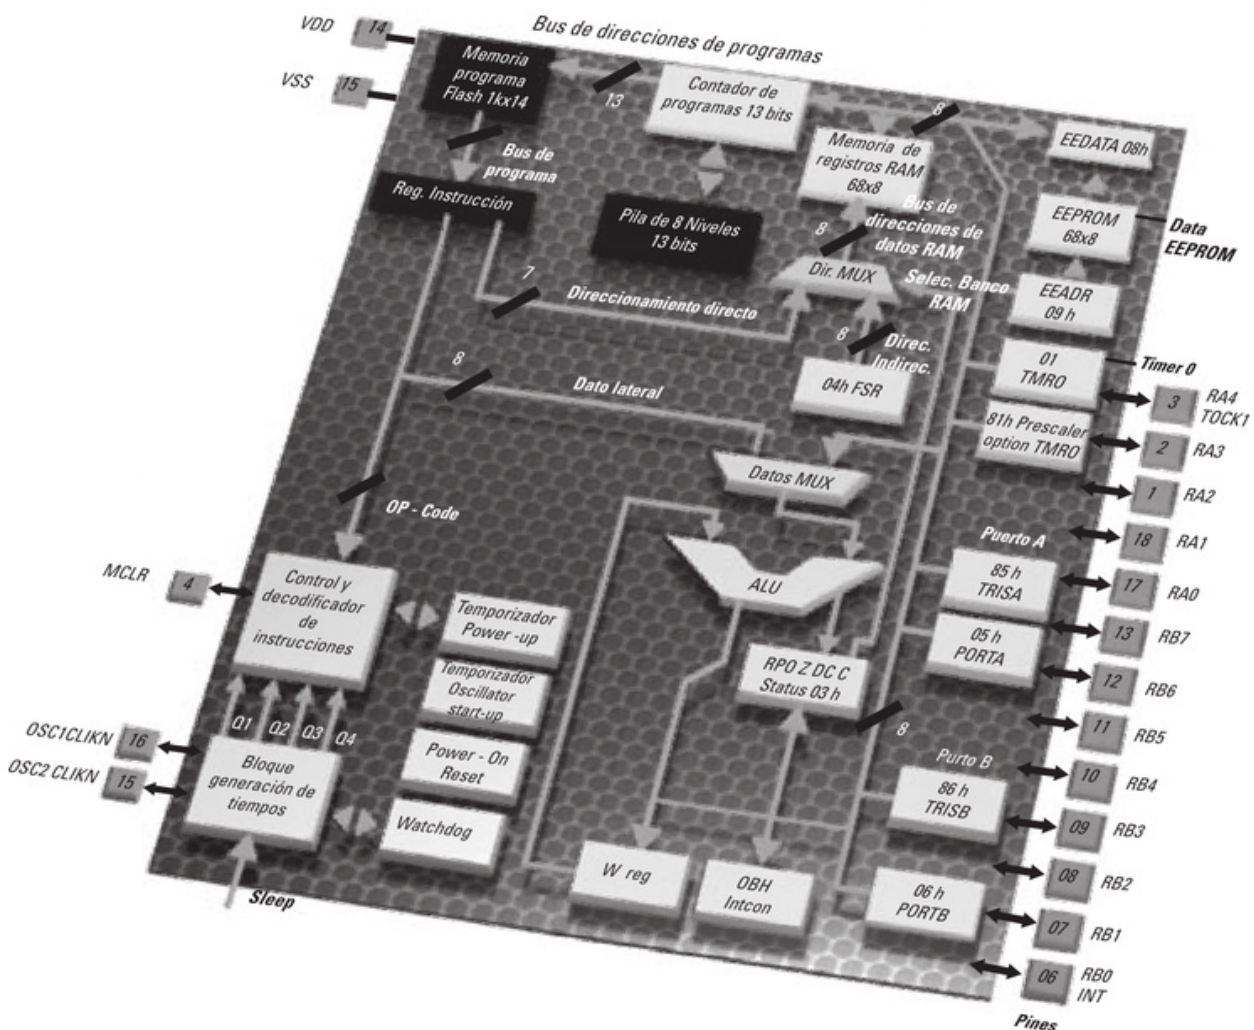 Bus de direcciones de programas
VDD
14
VSS
15
Memoria
programa
Flash 1kx14
13
Contador de
programas 13 bits
8
EEDATA 08h
Memoria de
registros RAM
68x8
Bus de
programa
Reg. Instrucción
Pila de 8 Niveles
13 bits
Bus de
direcciones de
datos RAM
8
EEPROM
68x8
Data
EEPROM
Dir. MUX
Selec. Banco
RAM
EEADR
09 h
7
Direccionamiento directo
8
Direc.
Indirec.
04h FSR
01
TMRO
Timer 0
3
RA4
TOCK1
8
Dato lateral
81h Prescaler
option TMRO
2
RA3
Datos MUX
1
RA2
OP - Code
Puerto A
18
RA1
ALU
85 h
TRISA
17
RA0
MCLR
4
Control y
decodificador
de
instrucciones
Temporizador
Power -up
05 h
PORTA
13
RB7
Temporizador
Oscillator
start-up
RPO Z DC C
Status 03 h
12
RB6
8
11
RB5
Q1
Q2
Q3
Q4
OSC1CLIKN
16
OSC2 CLIKN
15
Bloque
generación de
tiempos
Power - On
Reset
Purto B
10
RB4
86 h
TRISB
09
RB3
Watchdog
W reg
OBH
Intcon
06 h
PORTB
08
RB2
07
RB1
Sleep
06
RB0
INT
Pines